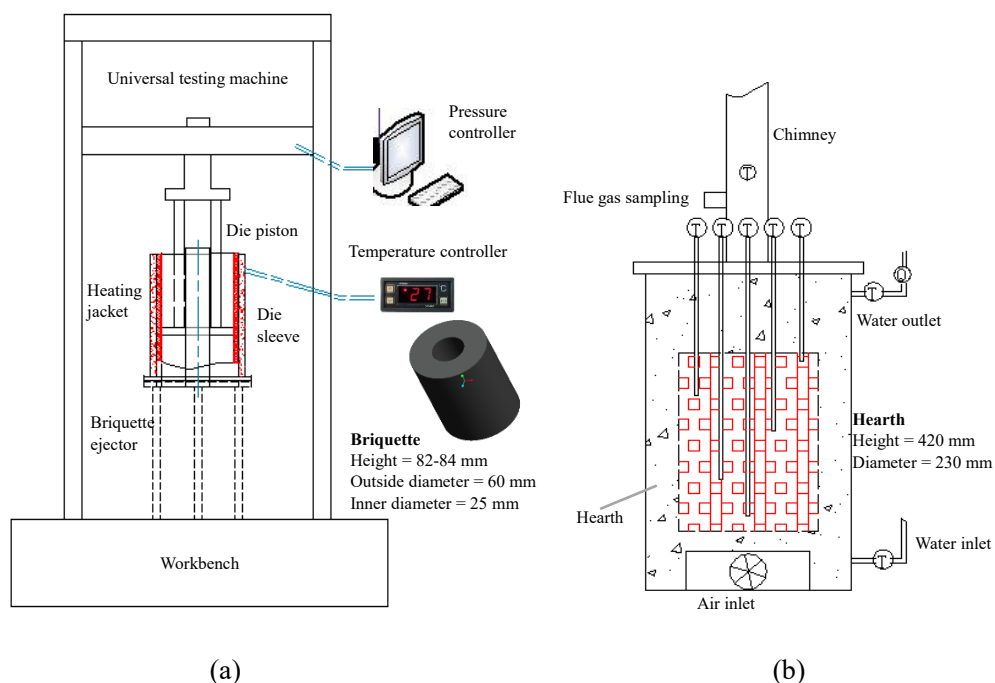 Universal testing machine
Pressure
controller
Die piston
Temperature controller
27
C
Heating
jacket
Die
sleeve
Briquette
ejector
Briquette
Height = 82-84 mm
Outside diameter = 60 mm
Inner diameter = 25 mm
Workbench
(a)
Chimney
T
Flue gas sampling
T
T
T
T
T
Q
T
Water outlet
Hearth
Height = 420 mm
Diameter = 230 mm
Hearth
Water inlet
T
Air inlet
(b)